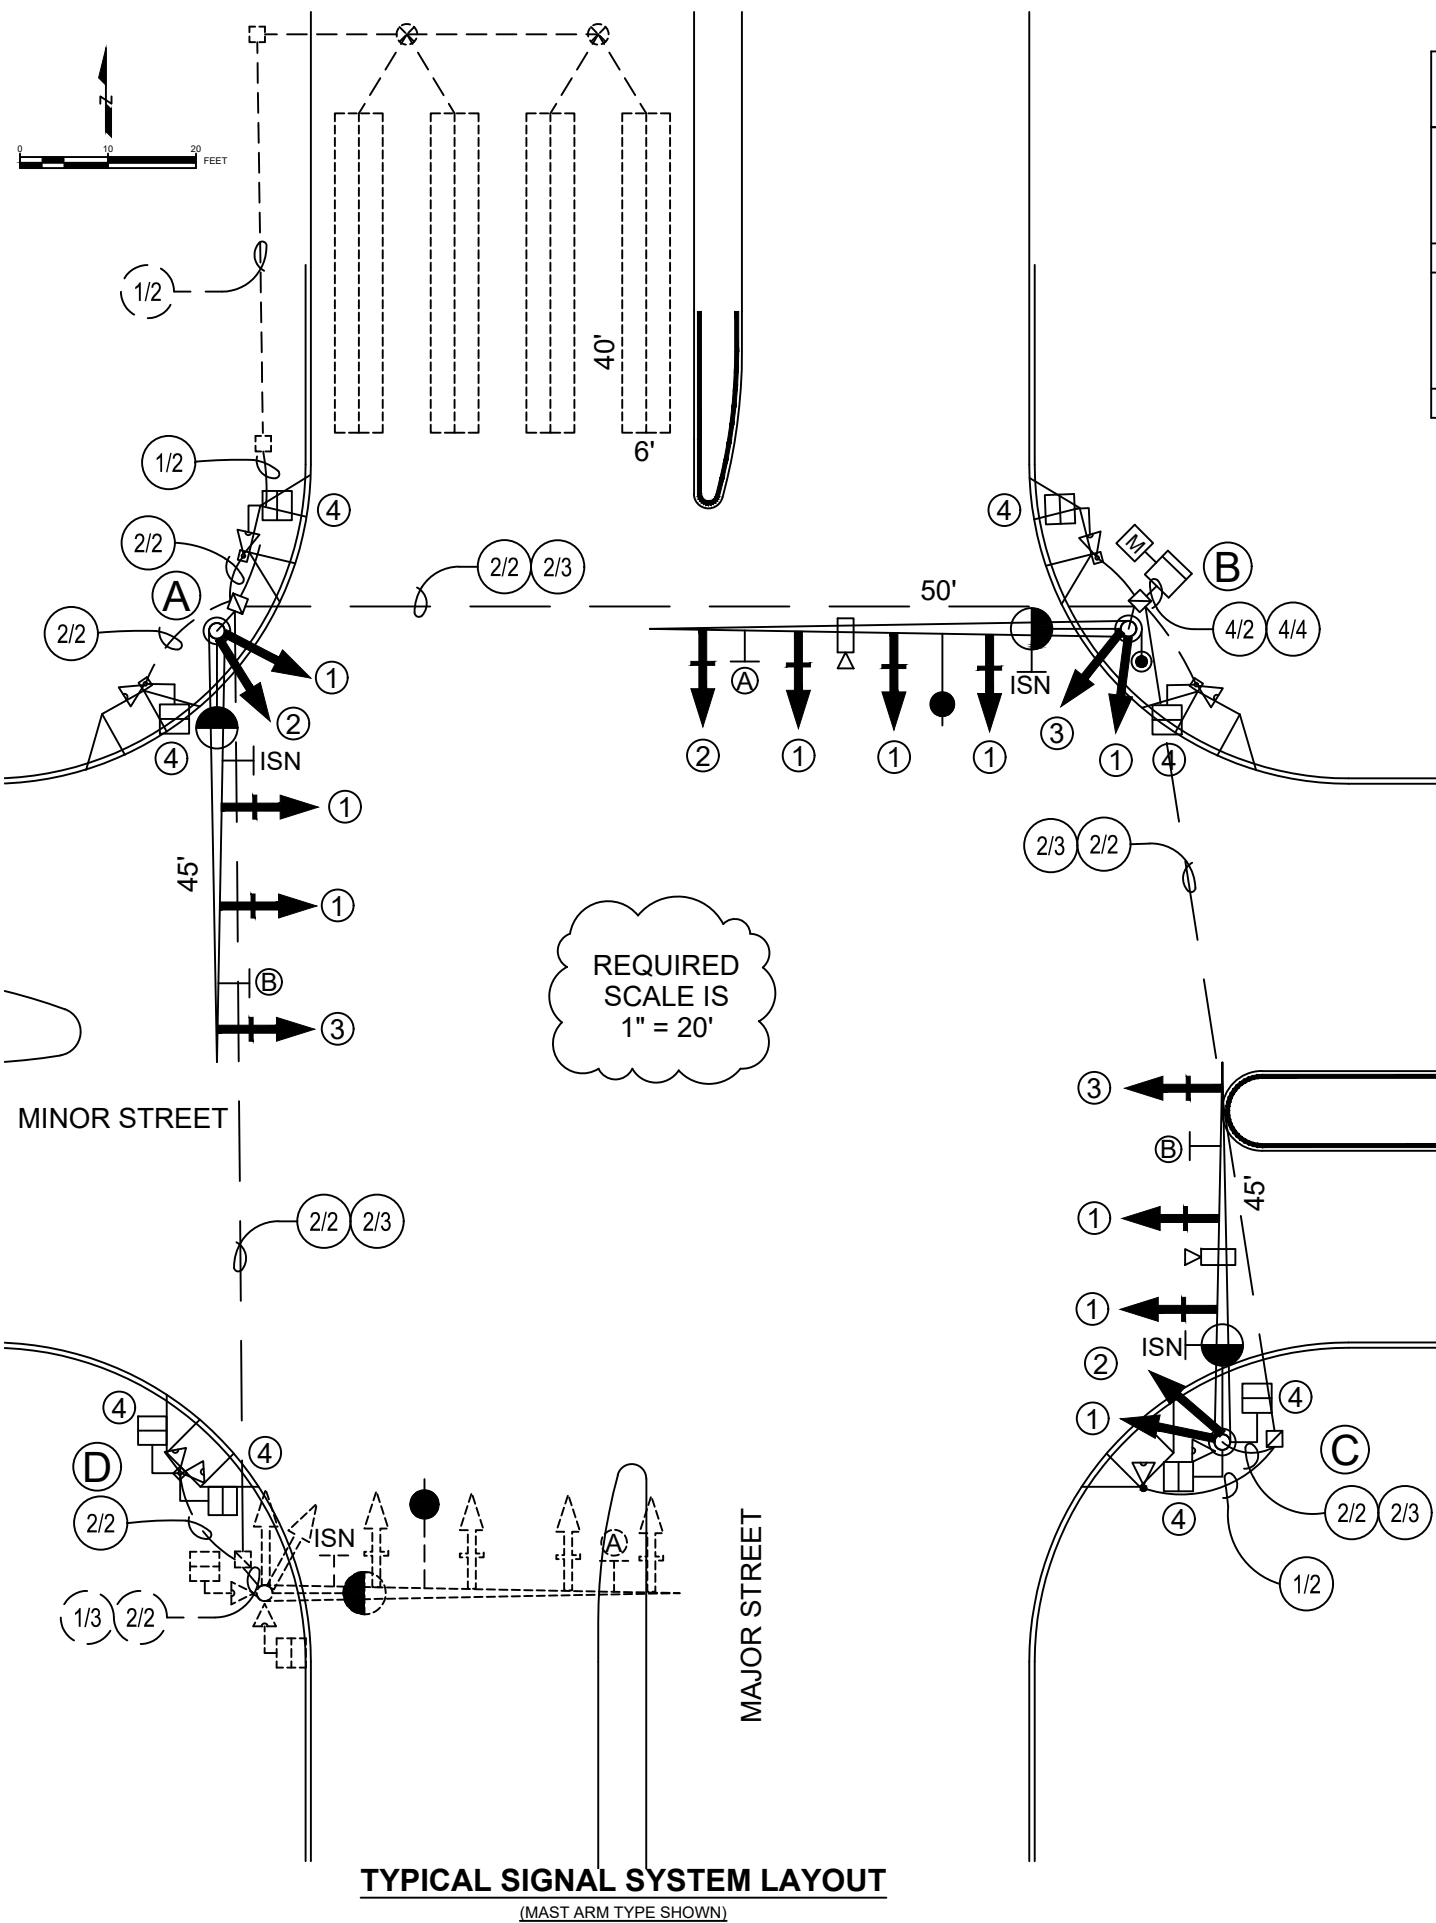 N
0 10 20
FEET
1/2
40'
6'
1/2
4
4
2/2
2/2 2/3
M
B
A
50'
2/2
4/2 4/4
1
A
ISN
2
3
4
ISN
2
1
1
1
1
4
1
2/3 2/2
45'
1
REQUIRED
SCALE IS
1" = 20'
B
3
3
MINOR STREET
B
45'
2/2 2/3
1
1
ISN
2
4
4
1
4
D
C
2/2
ISN
A
4
2/2 2/3
1/2
1/3 2/2
MAJOR STREET
TYPICAL SIGNAL SYSTEM LAYOUT
(MAST ARM TYPE SHOWN)